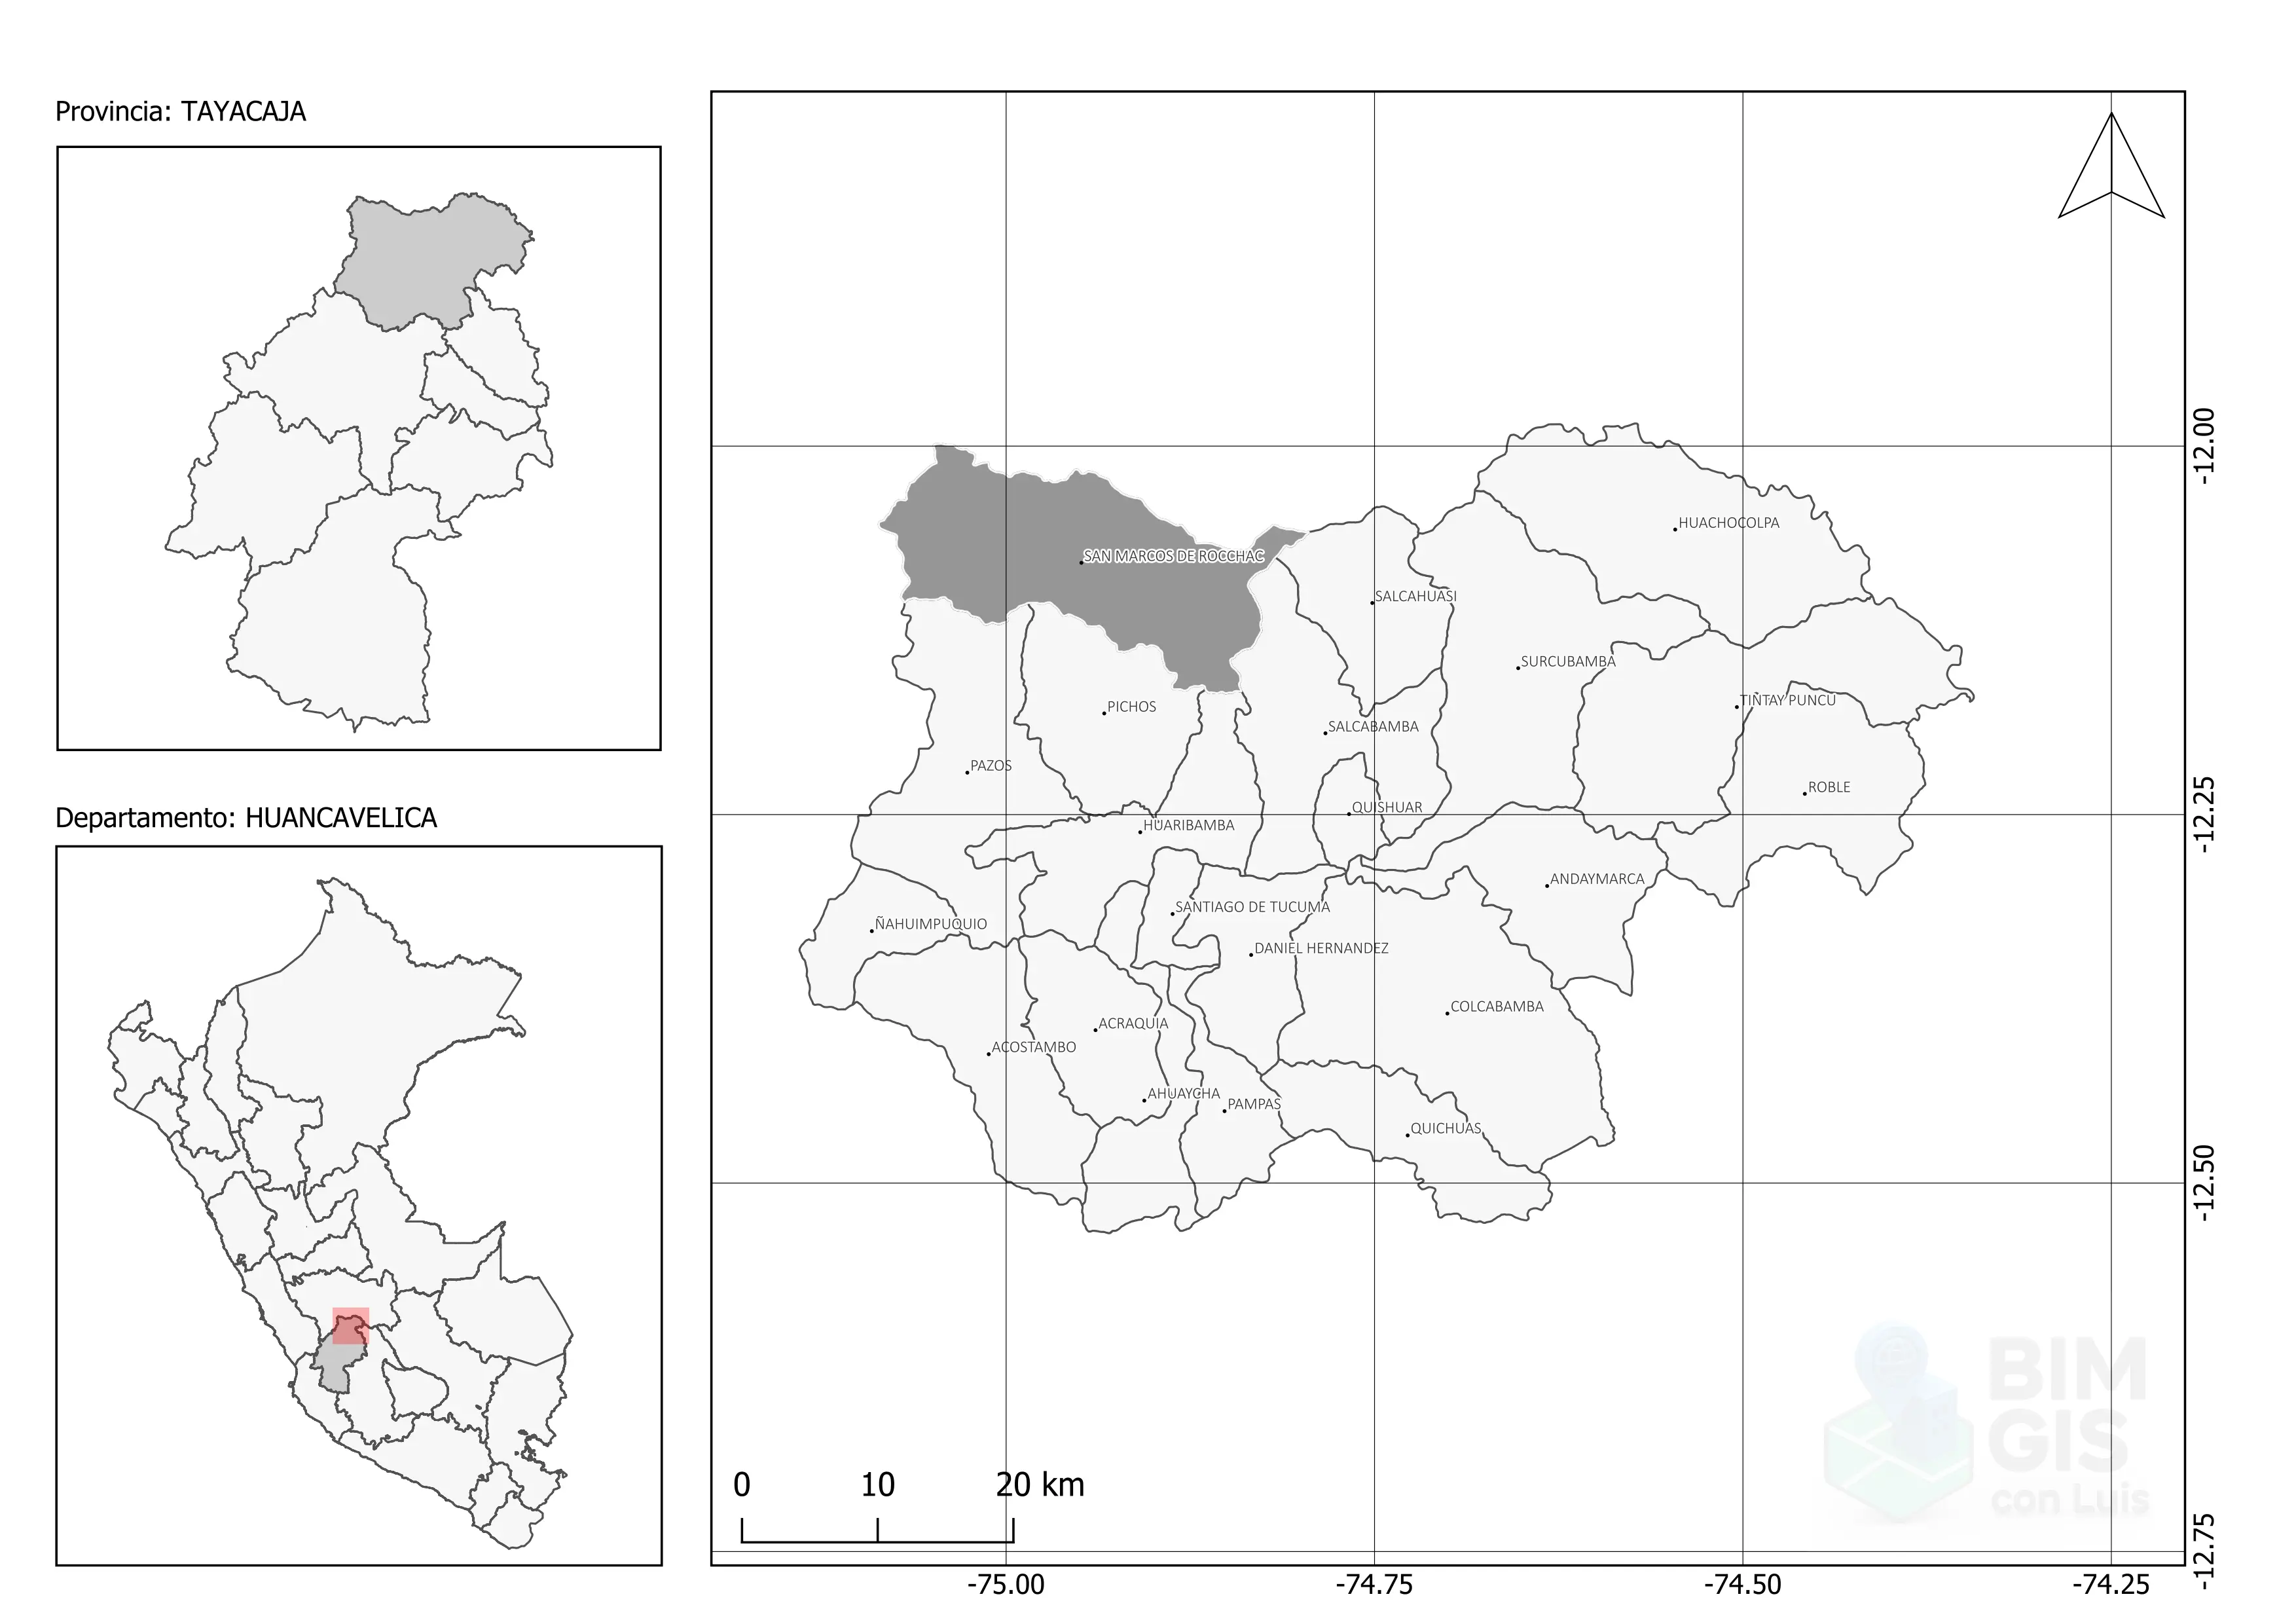 Provincia: TAYACAJA
Departamento: HUANCAVELICA
HUACHOCOLPA
SAN MARCOS DE ROCCHAC
SALCAHUASI
SURCUBAMBA
TINTAY PUNCU
PICHOS
SALCABAMBA
PAZOS
ROBLE
QUISHUAR
HUARIBAMBA
ANDAYMARCA
SANTIAGO DE TUCUMA
ÑAHUIMPUQUIO
DANIEL HERNANDEZ
COLCABAMBA
ACRAQUIA
ACOSTAMBO
AHUAYCHA
PAMPAS
QUICHUAS
-12.00
-12.25
-12.50
-12.75
BIM
GIS
con Luis
0 10 20 km
-75.00 -74.75 -74.50 -74.25